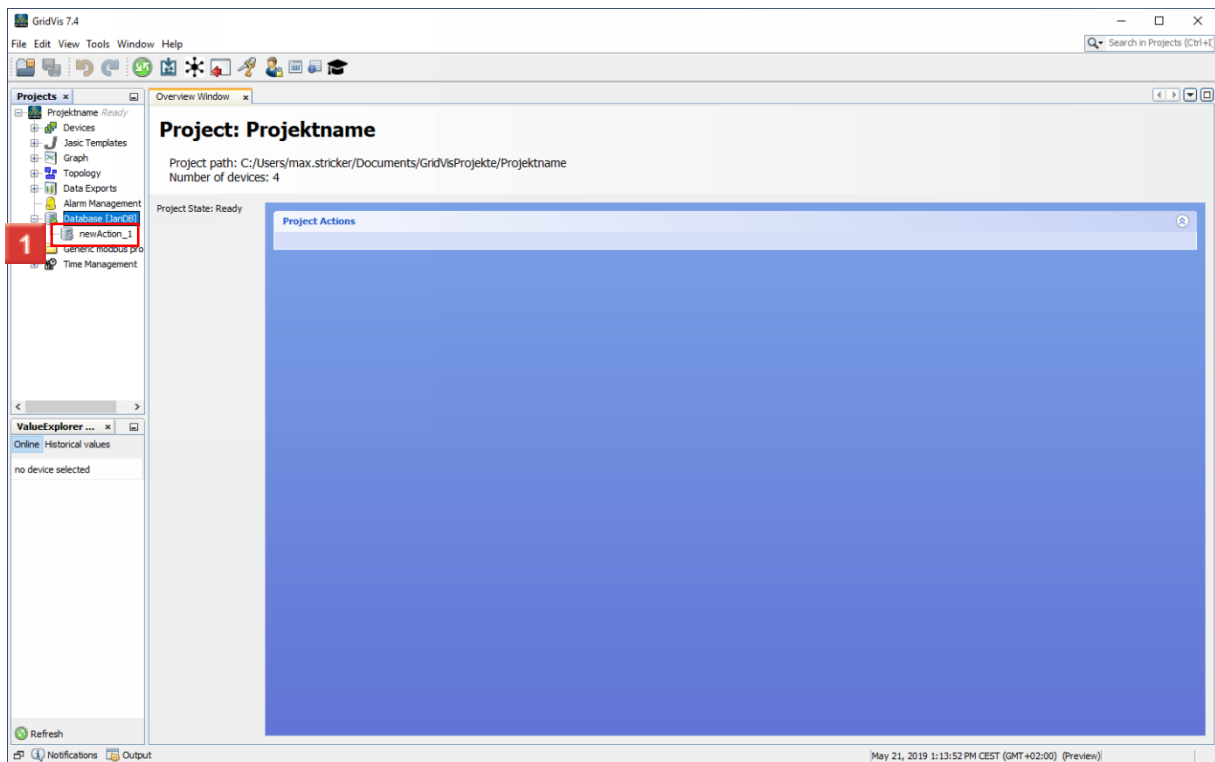 GridVis 7.4
File Edit View Tools Window Help
Search in Projects (Ctrl+I)
Projects
Overview Window
Projektname Ready
Devices
Jasic Templates
Graph
Topology
Data Exports
Alarm Management
Database [JanDB]
newAction_1
Generic modbus pro
Time Management
1
Project: Projektname
Project path: C:/Users/max.stricker/Documents/GridVisProjekte/Projektname
Number of devices: 4
Project State: Ready
Project Actions
ValueExplorer ...
Online Historical values
no device selected
Refresh
Notifications Output
May 21, 2019 1:13:52 PM CEST (GMT+02:00) (Preview)